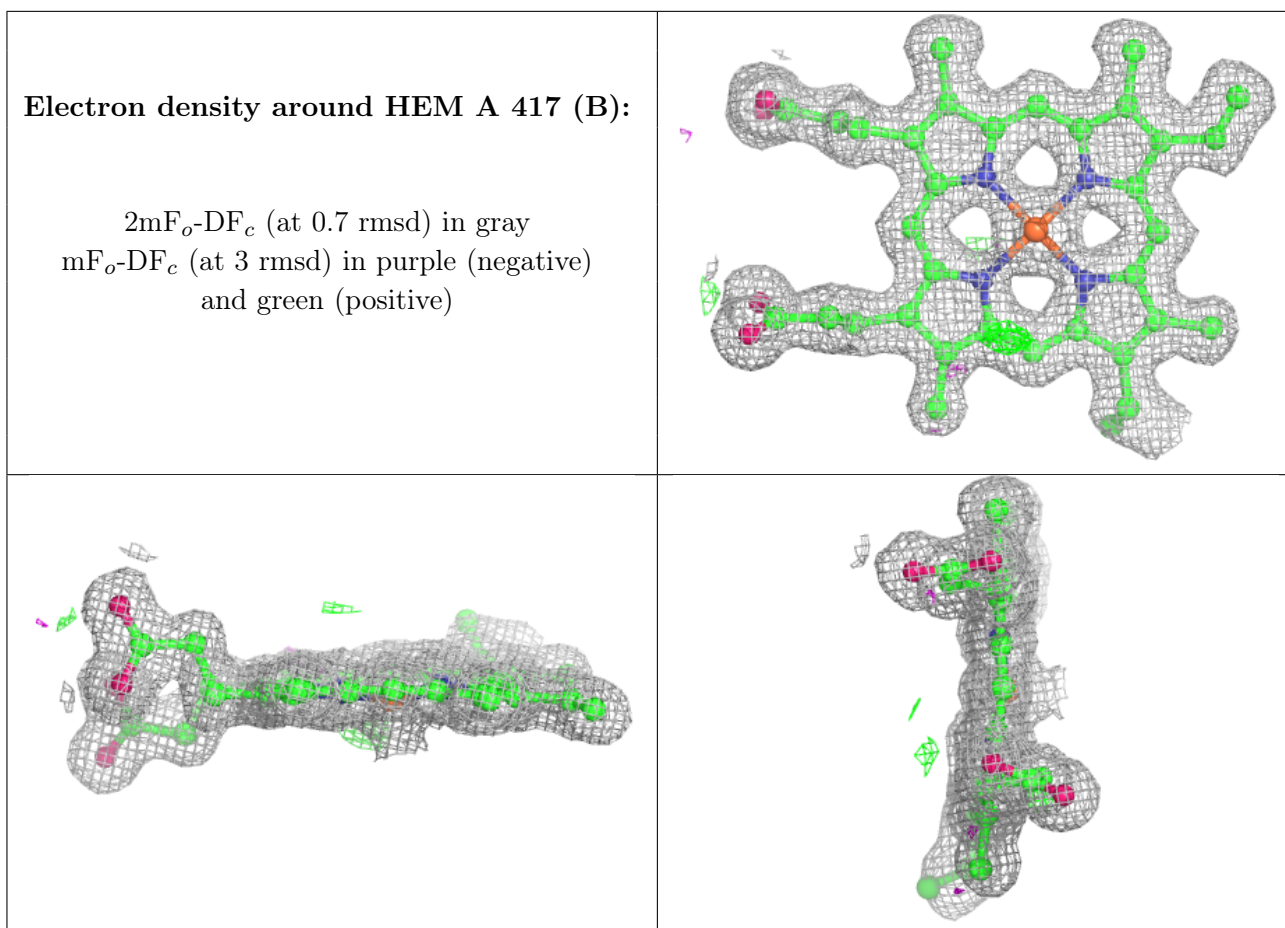 Electron density around HEM A 417 (B):
2mFo-DFc (at 0.7 rmsd) in gray
mFo-DFc (at 3 rmsd) in purple (negative)
and green (positive)